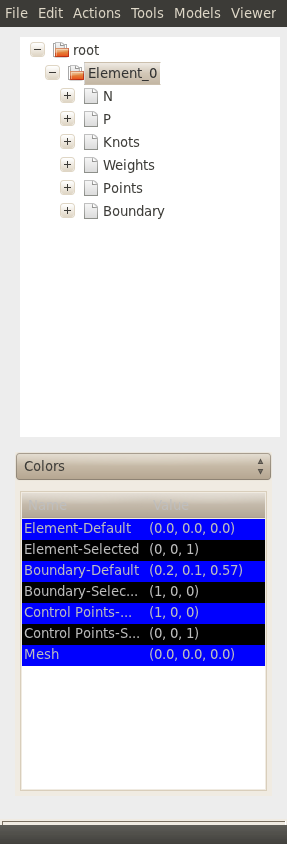 File Edit Actions Tools Models Viewer
root
Element_0
N
P
Knots
Weights
Points
Boundary
Colors
Name Value
Element-Default (0.0, 0.0, 0.0)
Element-Selected (0, 0, 1)
Boundary-Default (0.2, 0.1, 0.57)
Boundary-Selec... (1, 0, 0)
Control Points-... (1, 0, 0)
Control Points-S... (0, 0, 1)
Mesh (0.0, 0.0, 0.0)